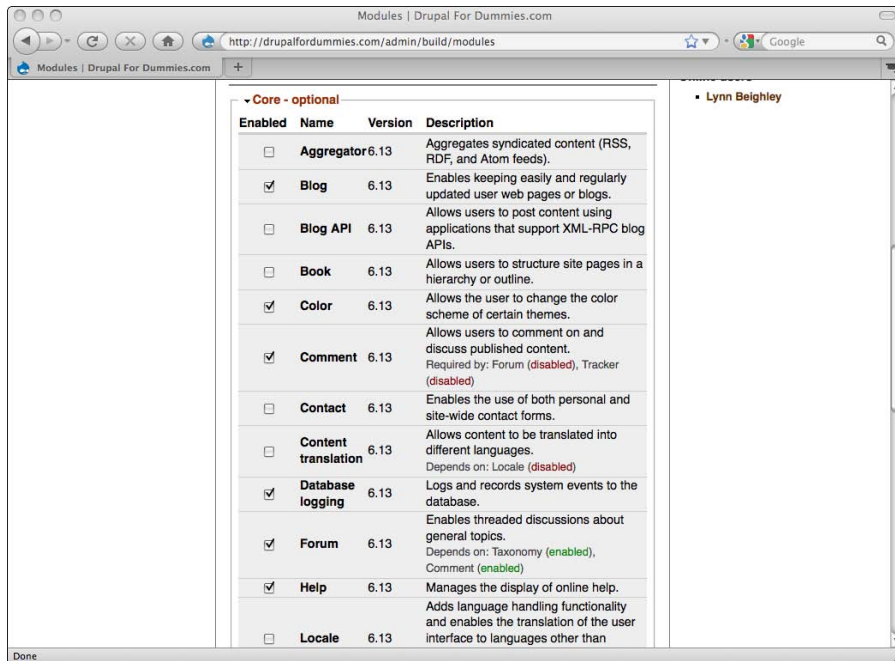 Modules | Drupal For Dummies.com
http://drupalfordummies.com/admin/build/modules
Google
Modules | Drupal For Dummies.com
+
Core - optional
Enabled Name Version Description
Aggregator 6.13 Aggregates syndicated content (RSS,
RDF, and Atom feeds).
Blog 6.13 Enables keeping easily and regularly
updated user web pages or blogs.
Blog API 6.13 Allows users to post content using
applications that support XML-RPC blog
APIs.
Book 6.13 Allows users to structure site pages in a
hierarchy or outline.
Color 6.13 Allows the user to change the color
scheme of certain themes.
Comment 6.13 Allows users to comment on and
discuss published content.
Required by: Forum (disabled), Tracker
(disabled)
Contact 6.13 Enables the use of both personal and
site-wide contact forms.
Content
translation 6.13 Allows content to be translated into
different languages.
Depends on: Locale (disabled)
Database
logging 6.13 Logs and records system events to the
database.
Forum 6.13 Enables threaded discussions about
general topics.
Depends on: Taxonomy (enabled),
Comment (enabled)
Help 6.13 Manages the display of online help.
Locale 6.13 Adds language handling functionality
and enables the translation of the user
interface to languages other than
Lynn Beighley
Done